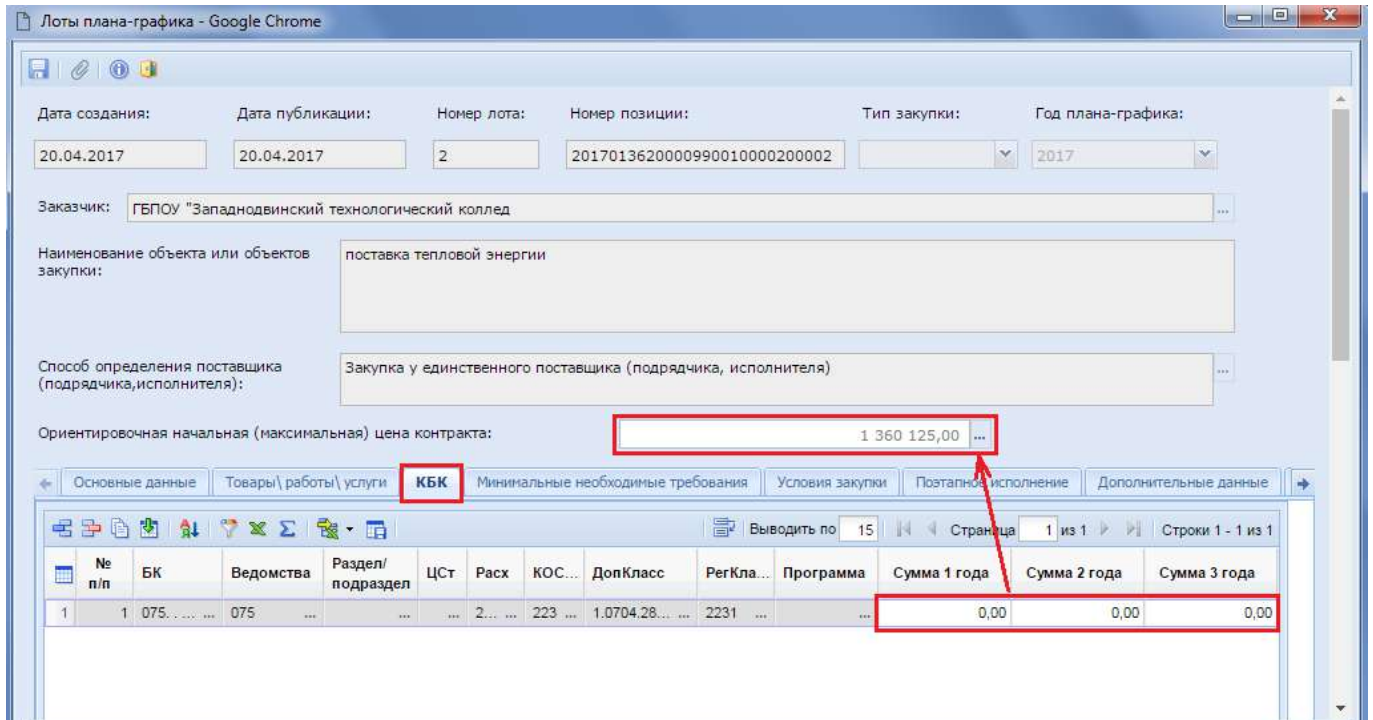 Лоты плана-графика - Google Chrome
Дата создания: Дата публикации: Номер лота: Номер позиции: Тип закупки: Год плана-графика:
20.04.2017 20.04.2017 2 2017013620000990010000200002 2017
Заказчик: ГБПОУ "Западнодвинский технологический коллед ...
Наименование объекта или объектов
закупки:
поставка тепловой энергии
Способ определения поставщика
(подрядчика,исполнителя):
Закупка у единственного поставщика (подрядчика, исполнителя) ...
Ориентировочная начальная (максимальная) цена контракта: 1 360 125,00 ...
Основные данные Товары\ работы\ услуги КБК Минимальные необходимые требования Условия закупки Поэтапное исполнение Дополнительные данные
Выводить по 15 Страница 1 из 1 Строки 1 - 1 из 1
№ п/п БК Ведомства Раздел/ подраздел ЦСт Расх КОС... ДопКласс РегКла... Программа Сумма 1 года Сумма 2 года Сумма 3 года
1 1 075. . ... ... 075 ... ... ... 2... ... 223 ... 1.0704.28... ... 2231 ... ... 0,00 0,00 0,00